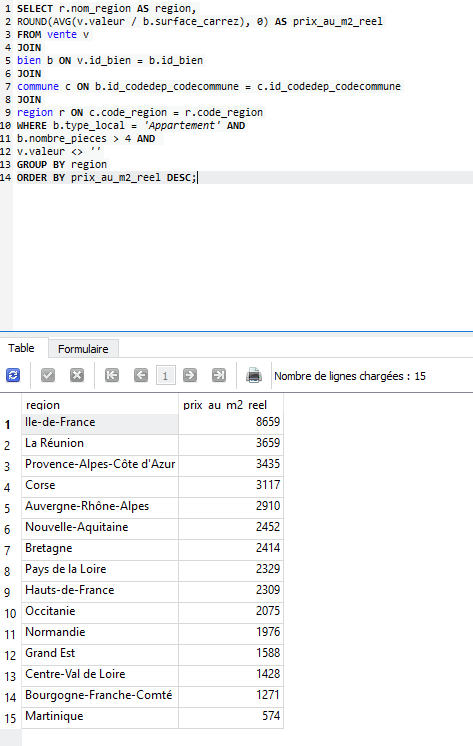 1 SELECT r.nom_region AS region,
2 ROUND(AVG(v.valeur / b.surface_carrez), 0) AS prix_au_m2_reel
3 FROM vente v
4 JOIN
5 bien b ON v.id_bien = b.id_bien
6 JOIN
7 commune c ON b.id_codedep_codecommune = c.id_codedep_codecommune
8 JOIN
9 region r ON c.code_region = r.code_region
10 WHERE b.type_local = 'Appartement' AND
11 b.nombre_pieces > 4 AND
12 v.valeur <> ''
13 GROUP BY region
14 ORDER BY prix_au_m2_reel DESC;
Table Formulaire
1 Nombre de lignes chargées : 15
region prix_au_m2_reel
1 Ile-de-France 8659
2 La Réunion 3659
3 Provence-Alpes-Côte d'Azur 3435
4 Corse 3117
5 Auvergne-Rhône-Alpes 2910
6 Nouvelle-Aquitaine 2452
7 Bretagne 2414
8 Pays de la Loire 2329
9 Hauts-de-France 2309
10 Occitanie 2075
11 Normandie 1976
12 Grand Est 1588
13 Centre-Val de Loire 1428
14 Bourgogne-Franche-Comté 1271
15 Martinique 574